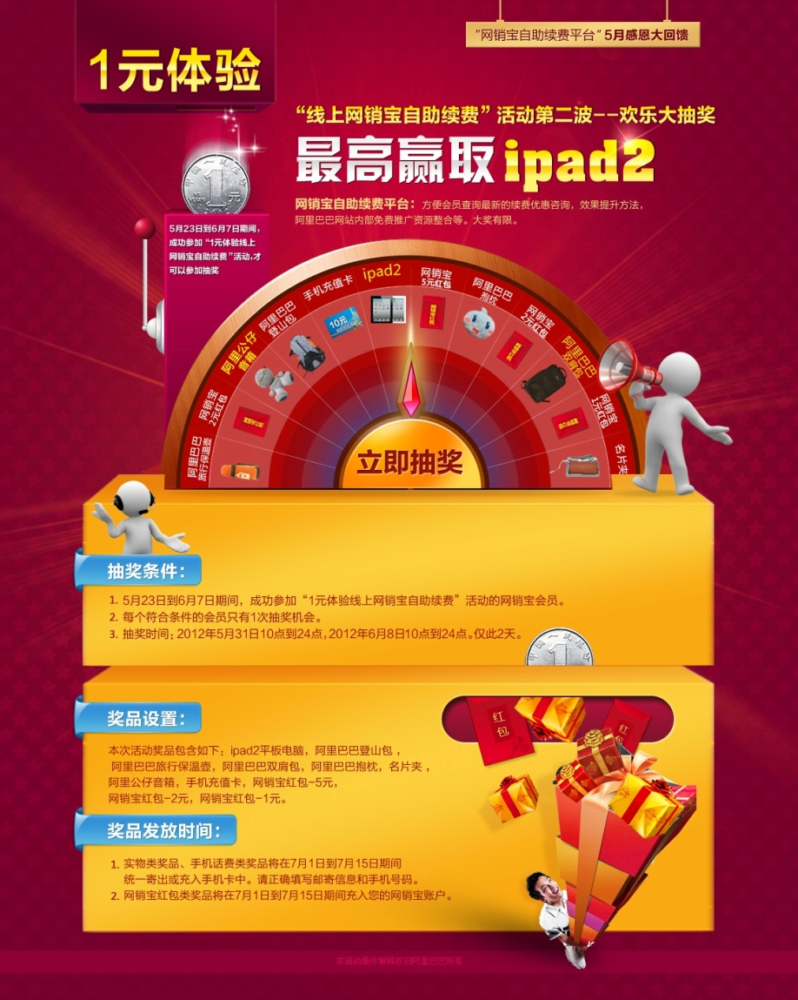 “网销宝自助续费平台”5月感恩大回馈
1元体验
“线上网销宝自助续费”活动第二波--欢乐大抽奖
最高赢取ipad2
网销宝自助续费平台：方便会员查询最新的续费优惠咨询，效果提升方法，
阿里巴巴网站内部免费推广资源整合等。大奖有限。
中国人民银行
1
YI YUAN
元
5月23日到6月7日期间，
成功参加“1元体验线上
网销宝自助续费”活动，才
可以参加抽奖
阿里巴巴
旅行保温壶
网销宝
2元红包
阿里公仔
音箱
阿里巴巴
登山包
手机充值卡
10元
ipad2
网销宝
5元红包
阿里巴巴
抱枕
网销宝
2元红包
阿里巴巴
双肩包
网销宝
1元红包
名片夹
立即抽奖
抽奖条件：
1. 5月23日到6月7日期间，成功参加“1元体验线上网销宝自助续费”活动的网销宝会员。
2. 每个符合条件的会员只有1次抽奖机会。
3. 抽奖时间：2012年5月31日10点到24点，2012年6月8日10点到24点。仅此2天。
中国人民银行
1
奖品设置：
本次活动奖品包含如下：ipad2平板电脑，阿里巴巴登山包，
阿里巴巴旅行保温壶，阿里巴巴双肩包，阿里巴巴抱枕，名片夹，
阿里公仔音箱，手机充值卡，网销宝红包-5元，
网销宝红包-2元，网销宝红包-1元。
红包
红包
奖品发放时间：
1. 实物类奖品、手机话费类奖品将在7月1日到7月15日期间
统一寄出或充入手机卡中。请正确填写邮寄信息和手机号码。
2. 网销宝红包类奖品将在7月1日到7月15日期间充入您的网销宝账户。
本活动最终解释权归阿里巴巴所有